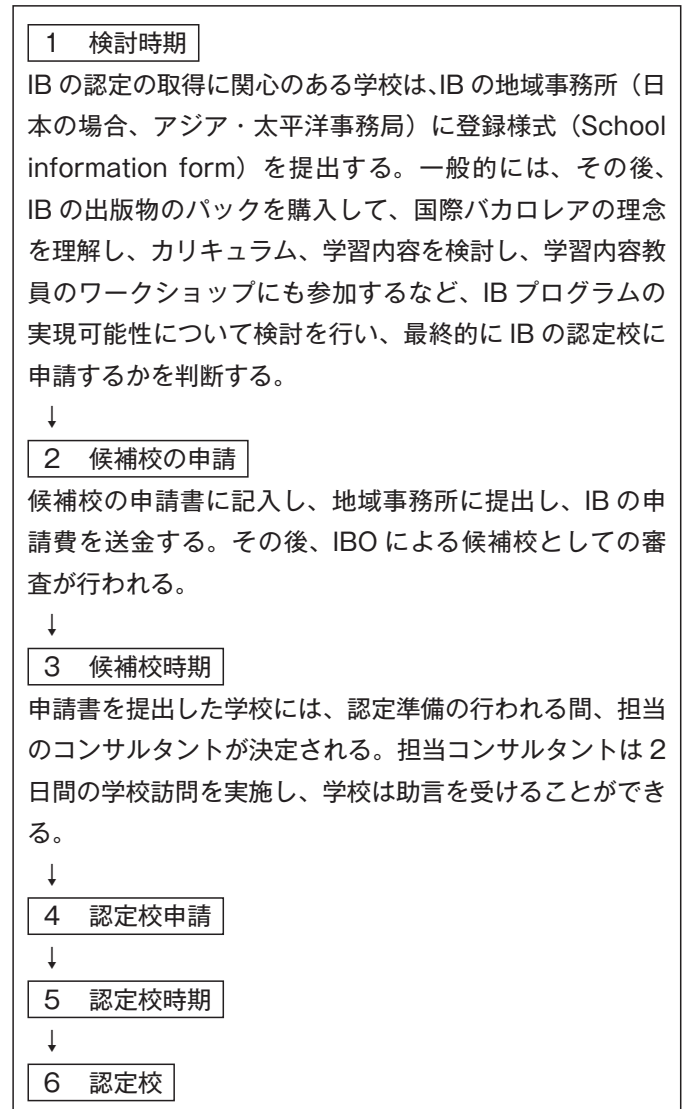 1 検討時期
IB の認定の取得に関心のある学校は、IB の地域事務所（日
本の場合、アジア・太平洋事務局）に登録様式（School
information form）を提出する。一般的には、その後、
IB の出版物のパックを購入して、国際バカロレアの理念
を理解し、カリキュラム、学習内容を検討し、学習内容教
員のワークショップにも参加するなど、IB プログラムの
実現可能性について検討を行い、最終的に IB の認定校に
申請するかを判断する。
↓
2 候補校の申請
候補校の申請書に記入し、地域事務所に提出し、IB の申
請費を送金する。その後、IBO による候補校としての審
査が行われる。
↓
3 候補校時期
申請書を提出した学校には、認定準備の行われる間、担当
のコンサルタントが決定される。担当コンサルタントは 2
日間の学校訪問を実施し、学校は助言を受けることができ
る。
↓
4 認定校申請
↓
5 認定校時期
↓
6 認定校